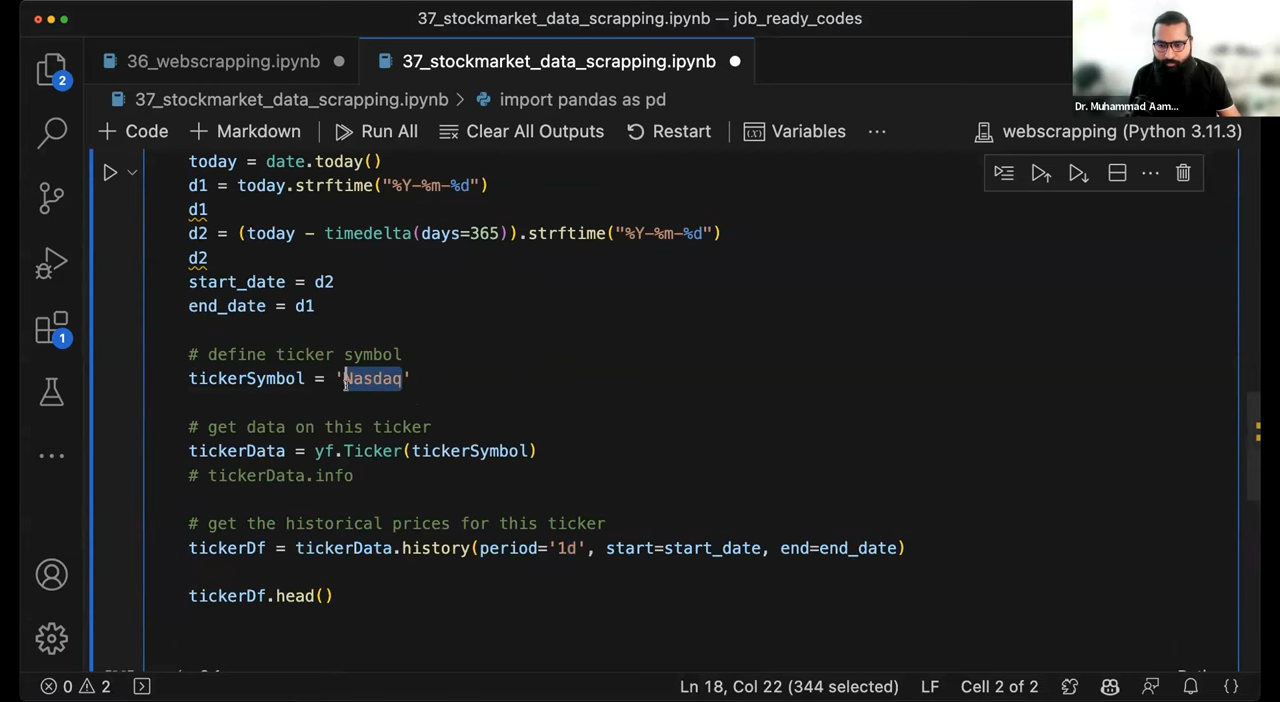 37_stockmarket_data_scrapping.ipynb — job_ready_codes
36_webscrapping.ipynb
37_stockmarket_data_scrapping.ipynb
Dr. Muhammad Aam...
37_stockmarket_data_scrapping.ipynb > import pandas as pd
+ Code + Markdown Run All Clear All Outputs Restart Variables ... webscrapping (Python 3.11.3)
today = date.today()
d1 = today.strftime("%Y-%m-%d")
d1
d2 = (today - timedelta(days=365)).strftime("%Y-%m-%d")
d2
start_date = d2
end_date = d1
# define ticker symbol
tickerSymbol = 'Nasdaq'
# get data on this ticker
tickerData = yf.Ticker(tickerSymbol)
# tickerData.info
# get the historical prices for this ticker
tickerDf = tickerData.history(period='1d', start=start_date, end=end_date)
tickerDf.head()
2
1
0 2 Ln 18, Col 22 (344 selected) LF Cell 2 of 2